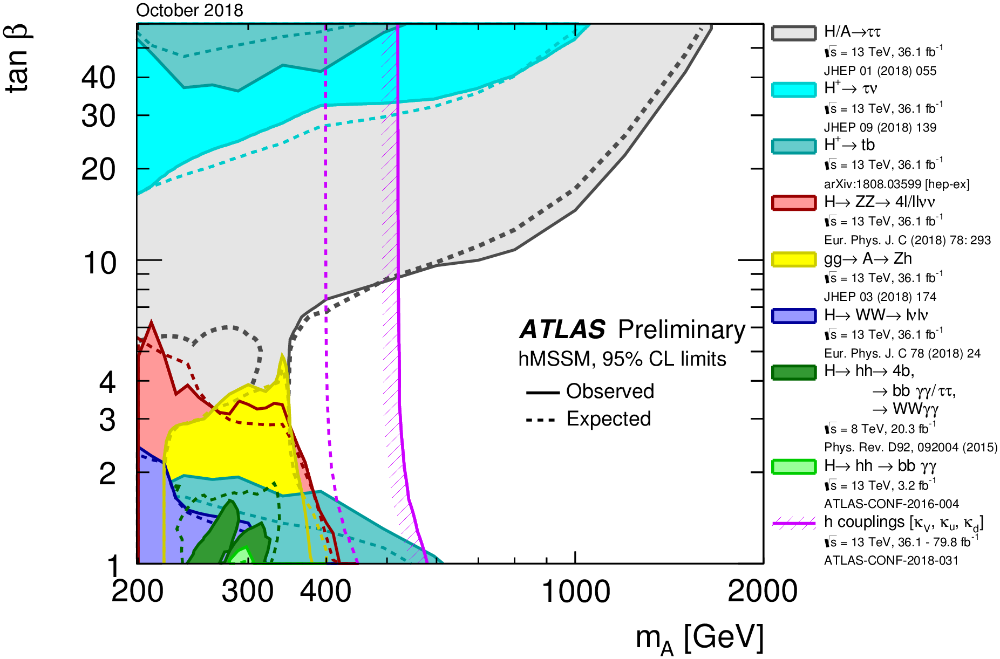 October 2018
tan β
40
30
20
10
4
3
2
1
200
300
400
1000
2000
m_A [GeV]
ATLAS Preliminary
hMSSM, 95% CL limits
Observed
Expected
H/A→ττ
√s = 13 TeV, 36.1 fb⁻¹
JHEP 01 (2018) 055
H⁺→ τν
√s = 13 TeV, 36.1 fb⁻¹
JHEP 09 (2018) 139
H⁺→ tb
√s = 13 TeV, 36.1 fb⁻¹
arXiv:1808.03599 [hep-ex]
H→ ZZ→ 4l/llνν
√s = 13 TeV, 36.1 fb⁻¹
Eur. Phys. J. C (2018) 78: 293
gg→ A→ Zh
√s = 13 TeV, 36.1 fb⁻¹
JHEP 03 (2018) 174
H→ WW→ lνlν
√s = 13 TeV, 36.1 fb⁻¹
Eur. Phys. J. C 78 (2018) 24
H→ hh→ 4b,
→ bb γγ/ττ,
→ WWγγ
√s = 8 TeV, 20.3 fb⁻¹
Phys. Rev. D92, 092004 (2015)
H→ hh → bb γγ
√s = 13 TeV, 3.2 fb⁻¹
ATLAS-CONF-2016-004
h couplings [κ_V, κ_u, κ_d]
√s = 13 TeV, 36.1 - 79.8 fb⁻¹
ATLAS-CONF-2018-031